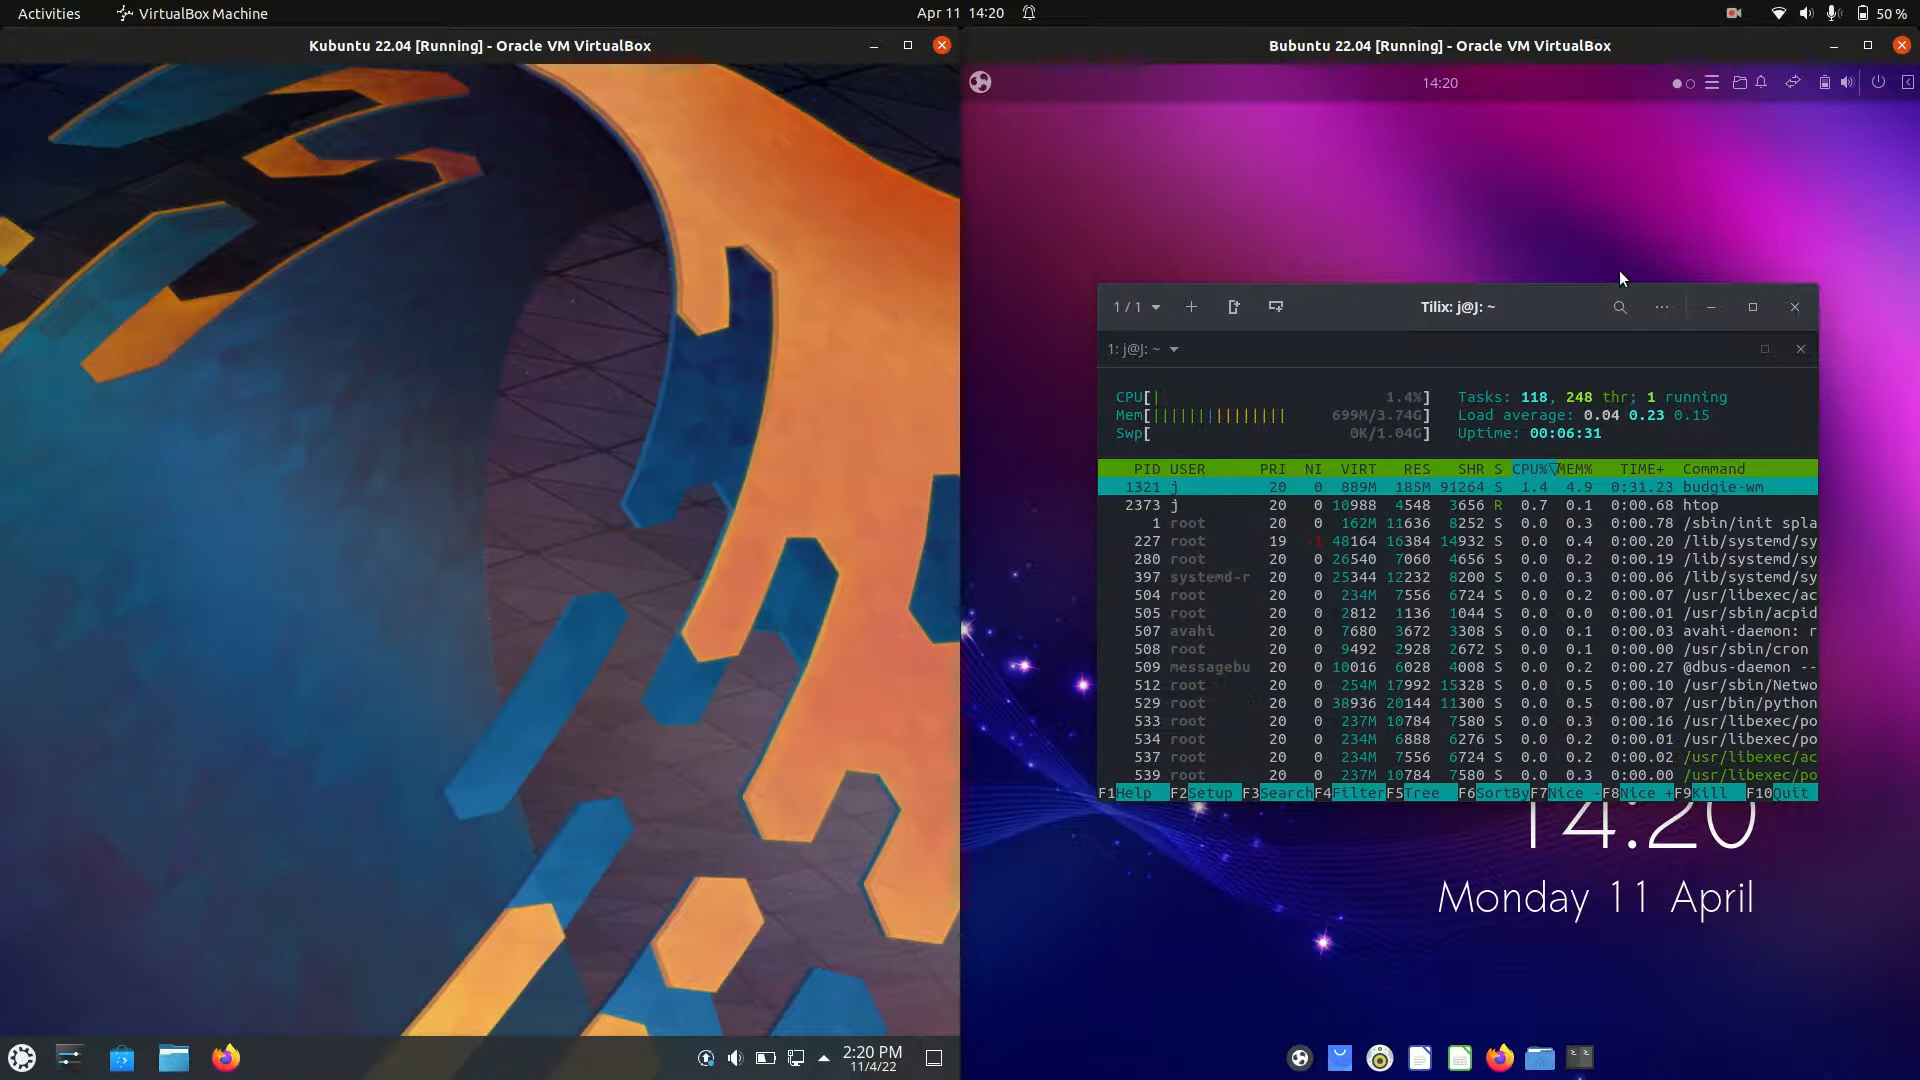 Activities
VirtualBox Machine
Apr 11 14:20
50 %
Kubuntu 22.04 [Running] - Oracle VM VirtualBox
Bubuntu 22.04 [Running] - Oracle VM VirtualBox
14:20
1 / 1
Tilix: j@J: ~
1: j@J: ~
CPU[| 1.4%] Tasks: 118, 248 thr; 1 running
Mem[||||||||||||||| 699M/3.74G] Load average: 0.04 0.23 0.15
Swp[ 0K/1.04G] Uptime: 00:06:31
PID USER PRI NI VIRT RES SHR S CPU%▽MEM% TIME+ Command
1321 j 20 0 889M 185M 91264 S 1.4 4.9 0:31.23 budgie-wm
2373 j 20 0 10988 4548 3656 R 0.7 0.1 0:00.68 htop
1 root 20 0 162M 11636 8252 S 0.0 0.3 0:00.78 /sbin/init spla
227 root 19 -1 48164 16384 14932 S 0.0 0.4 0:00.20 /lib/systemd/sy
280 root 20 0 26540 7060 4656 S 0.0 0.2 0:00.19 /lib/systemd/sy
397 systemd-r 20 0 25344 12232 8200 S 0.0 0.3 0:00.06 /lib/systemd/sy
504 root 20 0 234M 7556 6724 S 0.0 0.2 0:00.07 /usr/libexec/ac
505 root 20 0 2812 1136 1044 S 0.0 0.0 0:00.01 /usr/sbin/acpid
507 avahi 20 0 7680 3672 3308 S 0.0 0.1 0:00.03 avahi-daemon: r
508 root 20 0 9492 2928 2672 S 0.0 0.1 0:00.00 /usr/sbin/cron
509 messagebu 20 0 10016 6028 4008 S 0.0 0.2 0:00.27 @dbus-daemon --
512 root 20 0 254M 17992 15328 S 0.0 0.5 0:00.10 /usr/sbin/Netwo
529 root 20 0 38936 20144 11300 S 0.0 0.5 0:00.07 /usr/bin/python
533 root 20 0 237M 10784 7580 S 0.0 0.3 0:00.16 /usr/libexec/po
534 root 20 0 234M 6888 6276 S 0.0 0.2 0:00.01 /usr/libexec/po
537 root 20 0 234M 7556 6724 S 0.0 0.2 0:00.02 /usr/libexec/ac
539 root 20 0 237M 10784 7580 S 0.0 0.3 0:00.00 /usr/libexec/po
F1Help F2Setup F3SearchF4FilterF5Tree F6SortByF7Nice -F8Nice +F9Kill F10Quit
14:20
Monday 11 April
2:20 PM
11/4/22